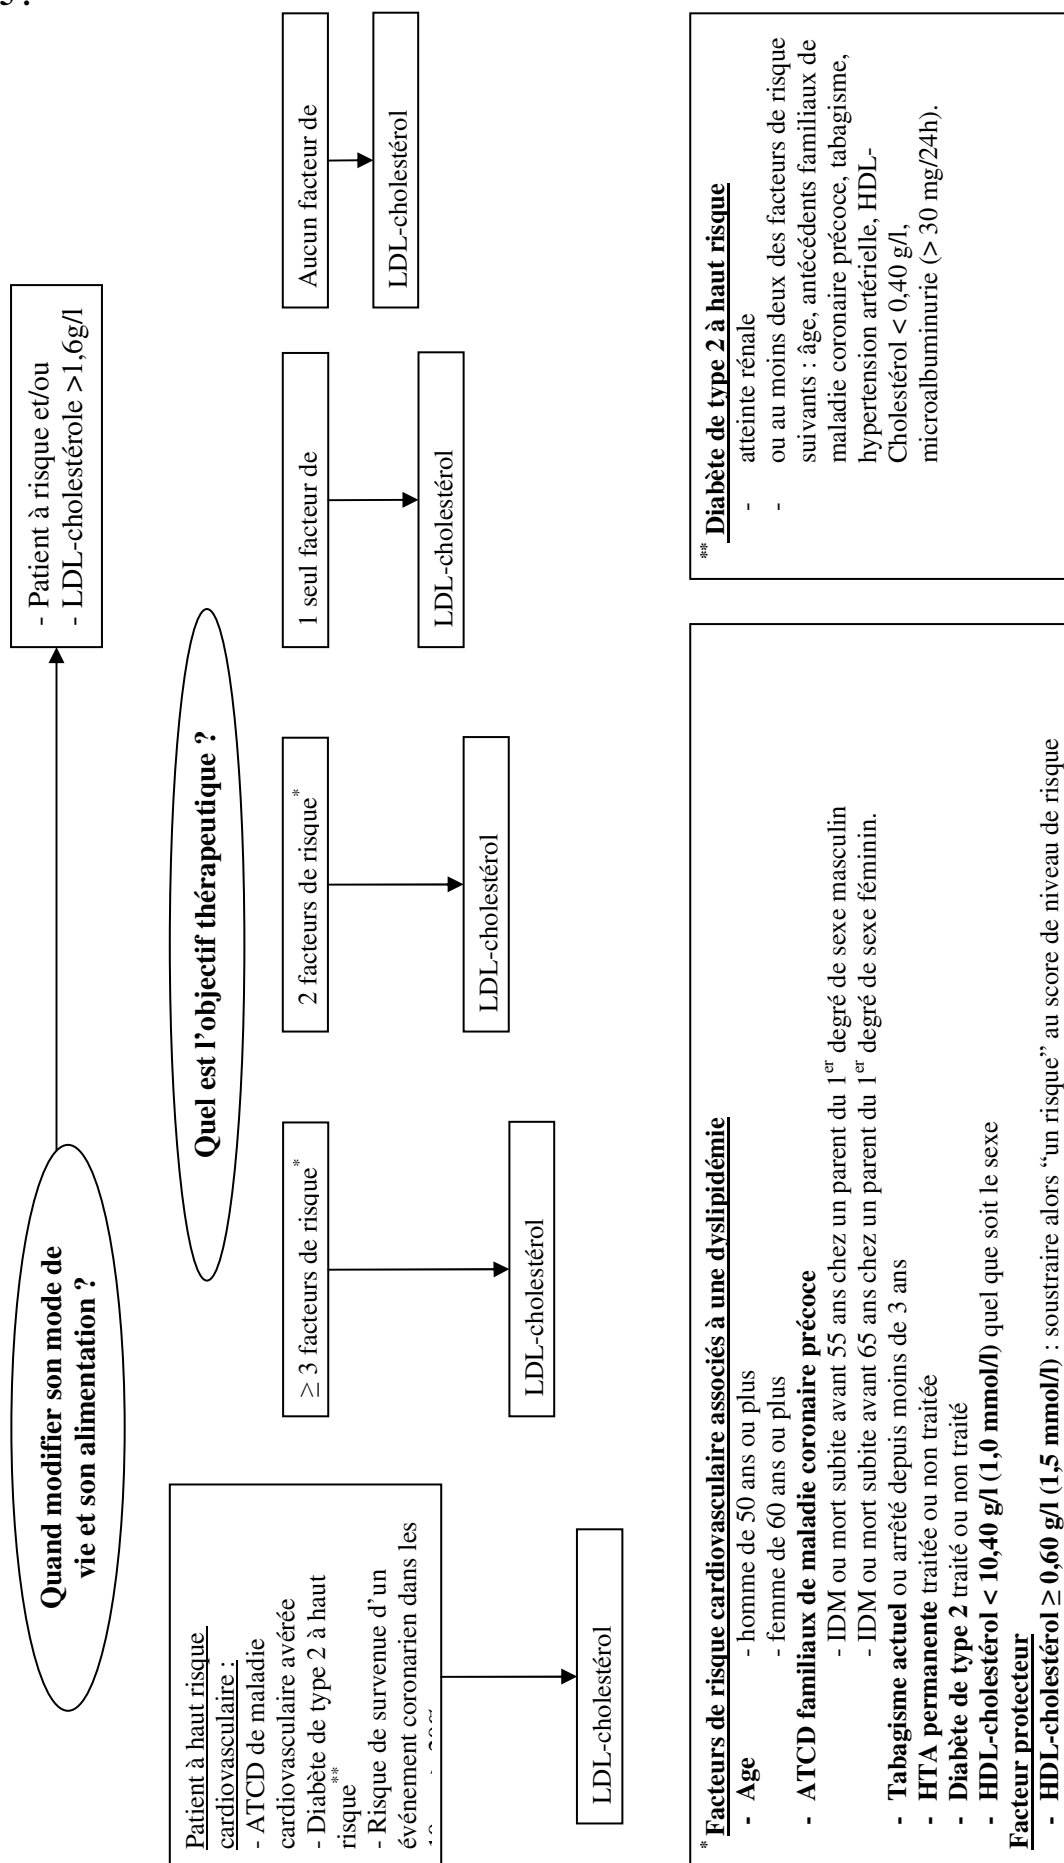 Quand modifier son mode de
vie et son alimentation ?
- Patient à risque et/ou
- LDL-cholestérole >1,6g/l
Quel est l'objectif thérapeutique ?
Patient à haut risque
cardiovasculaire :
- ATCD de maladie
cardiovasculaire avérée
- Diabète de type 2 à haut
risque**
- Risque de survenue d'un
événement coronarien dans les
LDL-cholestérol
≥ 3 facteurs de risque*
LDL-cholestérol
2 facteurs de risque*
LDL-cholestérol
1 seul facteur de
LDL-cholestérol
Aucun facteur de
LDL-cholestérol
* Facteurs de risque cardiovasculaire associés à une dyslipidémie
- Age - homme de 50 ans ou plus
- femme de 60 ans ou plus
- ATCD familiaux de maladie coronaire précoce
- IDM ou mort subite avant 55 ans chez un parent du 1er degré de sexe masculin
- IDM ou mort subite avant 65 ans chez un parent du 1er degré de sexe féminin.
- Tabagisme actuel ou arrêté depuis moins de 3 ans
- HTA permanente traitée ou non traitée
- Diabète de type 2 traité ou non traité
- HDL-cholestérol < 10,40 g/l (1,0 mmol/l) quel que soit le sexe
Facteur protecteur
- HDL-cholestérol ≥ 0,60 g/l (1,5 mmol/l) : soustraire alors “un risque” au score de niveau de risque
** Diabète de type 2 à haut risque
- atteinte rénale
- ou au moins deux des facteurs de risque
suivants : âge, antécédents familiaux de
maladie coronaire précoce, tabagisme,
hypertension artérielle, HDL-
Cholestérol < 0,40 g/l,
microalbuminurie (> 30 mg/24h).